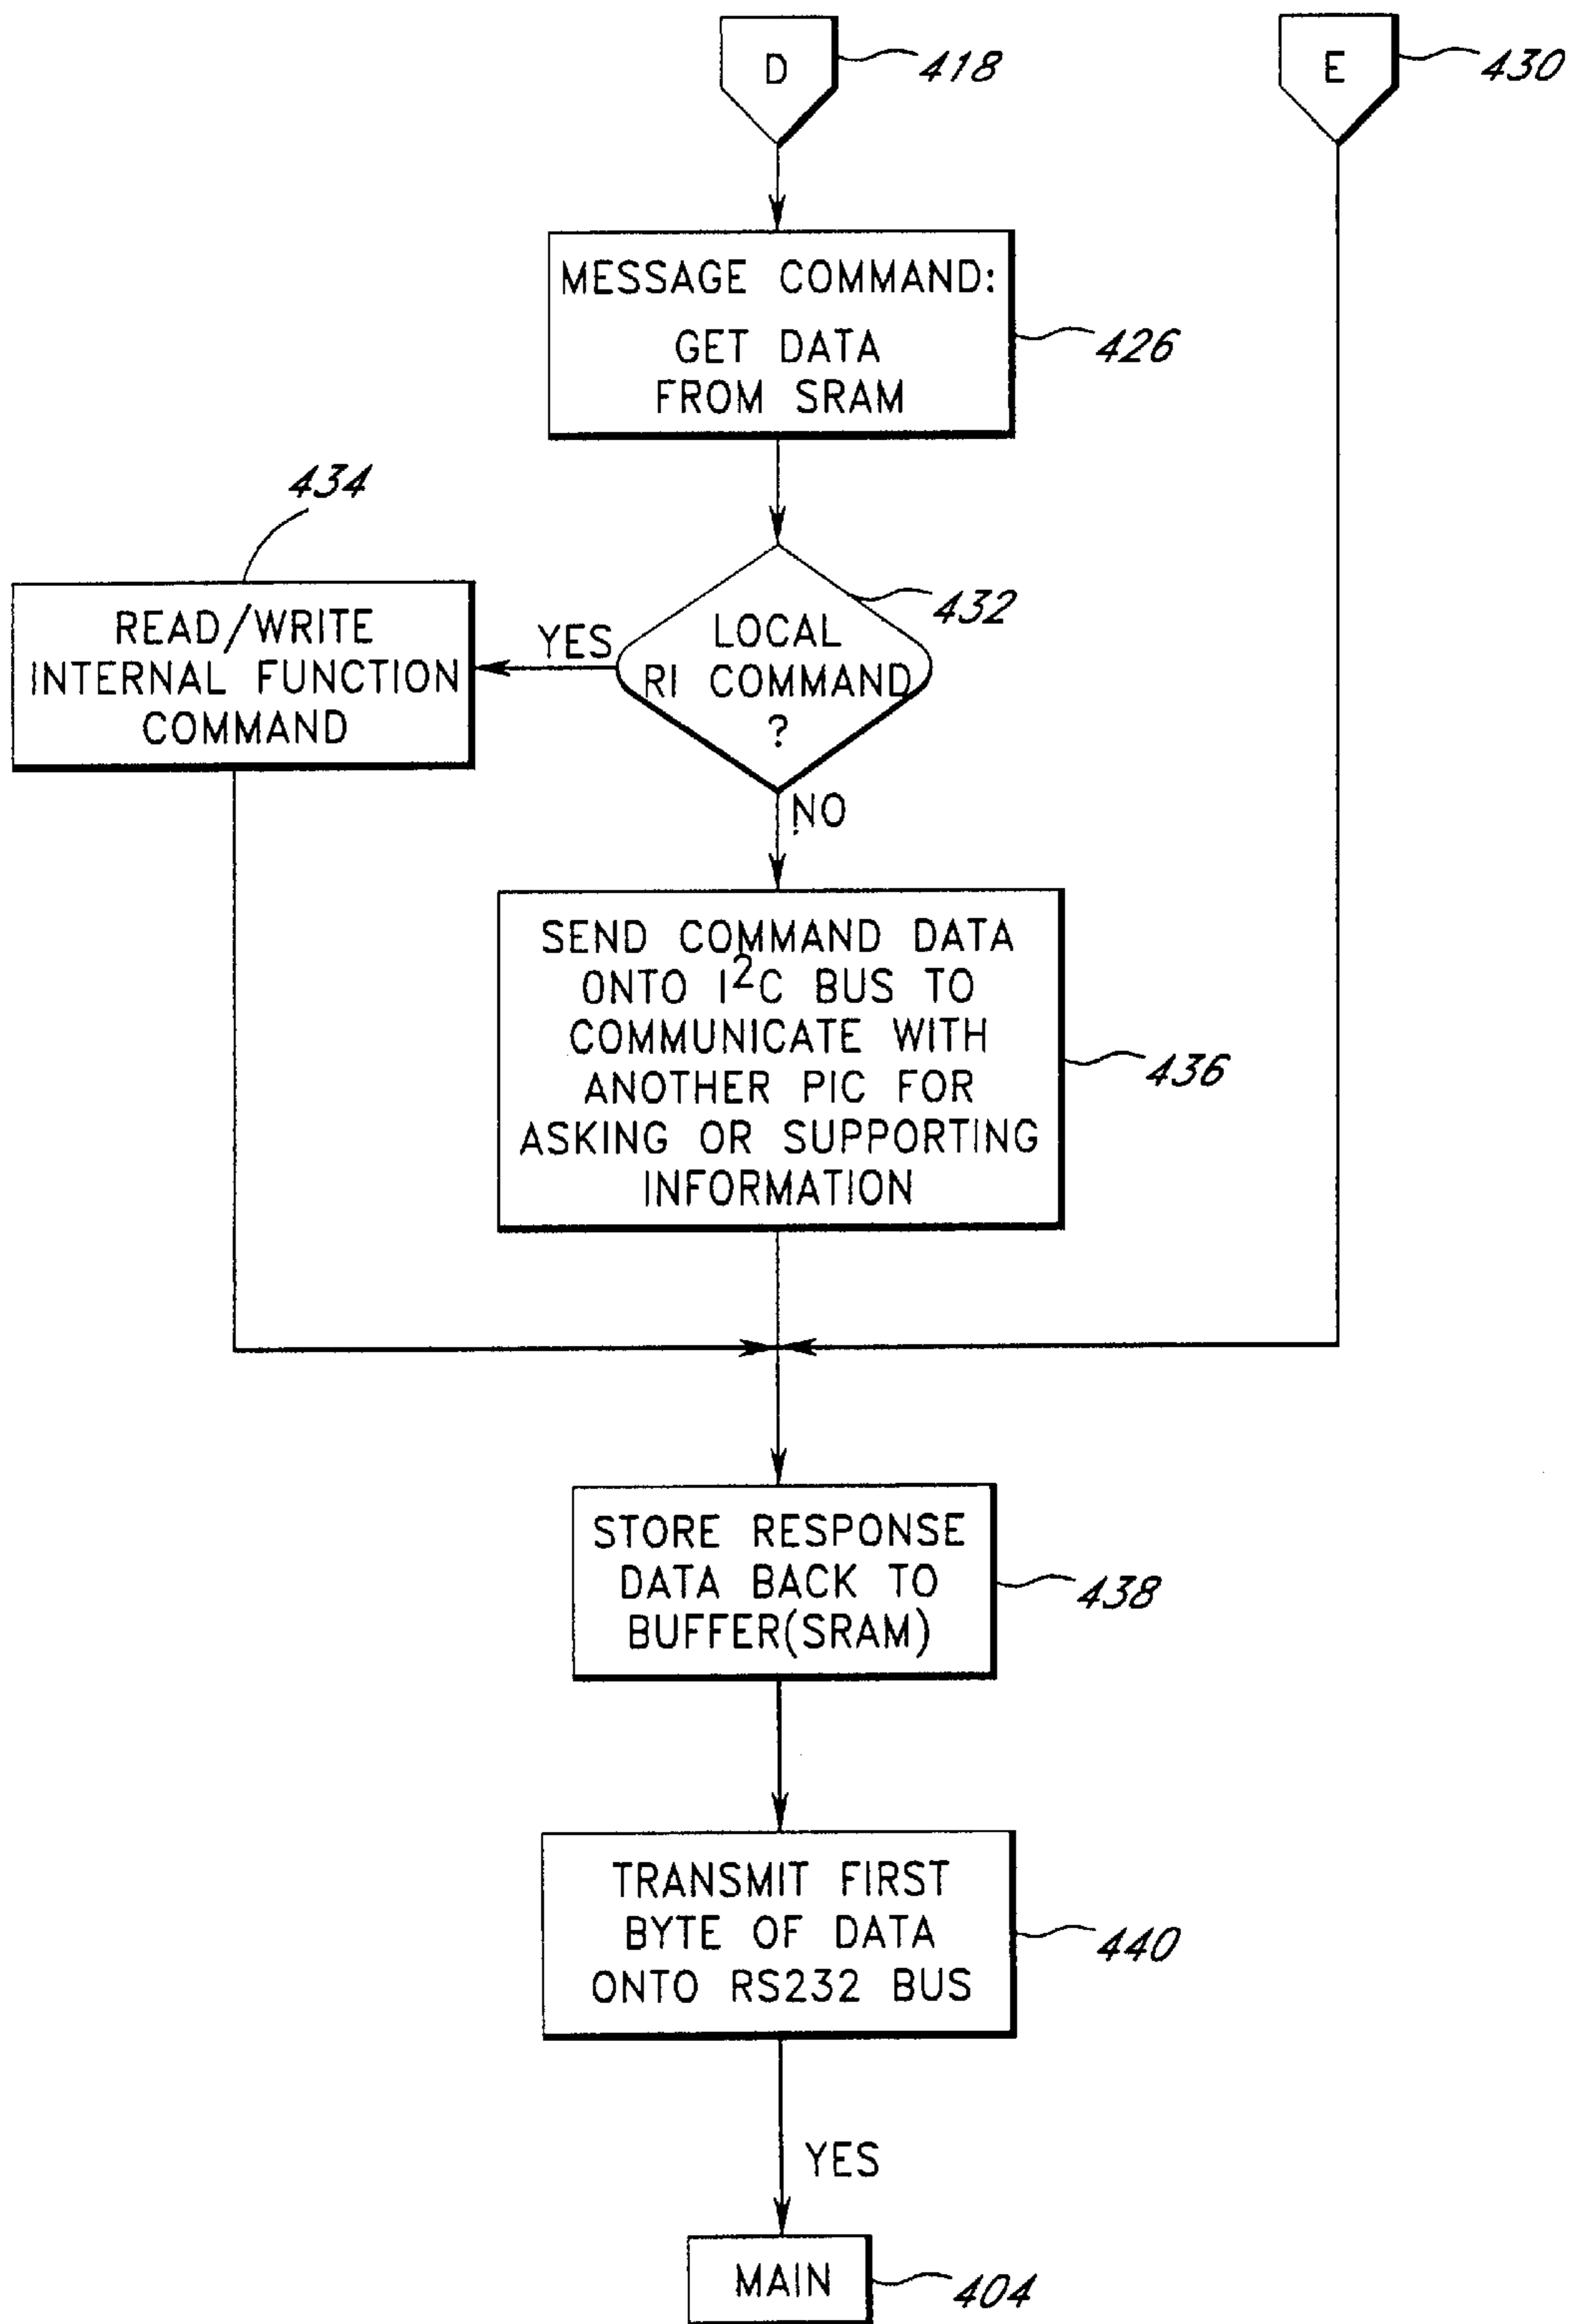 D
418
E
430
MESSAGE COMMAND:
GET DATA
FROM SRAM
426
434
READ/WRITE
INTERNAL FUNCTION
COMMAND
YES
LOCAL
RI COMMAND
?
432
NO
SEND COMMAND DATA
ONTO I²C BUS TO
COMMUNICATE WITH
ANOTHER PIC FOR
ASKING OR SUPPORTING
INFORMATION
436
STORE RESPONSE
DATA BACK TO
BUFFER(SRAM)
438
TRANSMIT FIRST
BYTE OF DATA
ONTO RS232 BUS
440
YES
MAIN
404